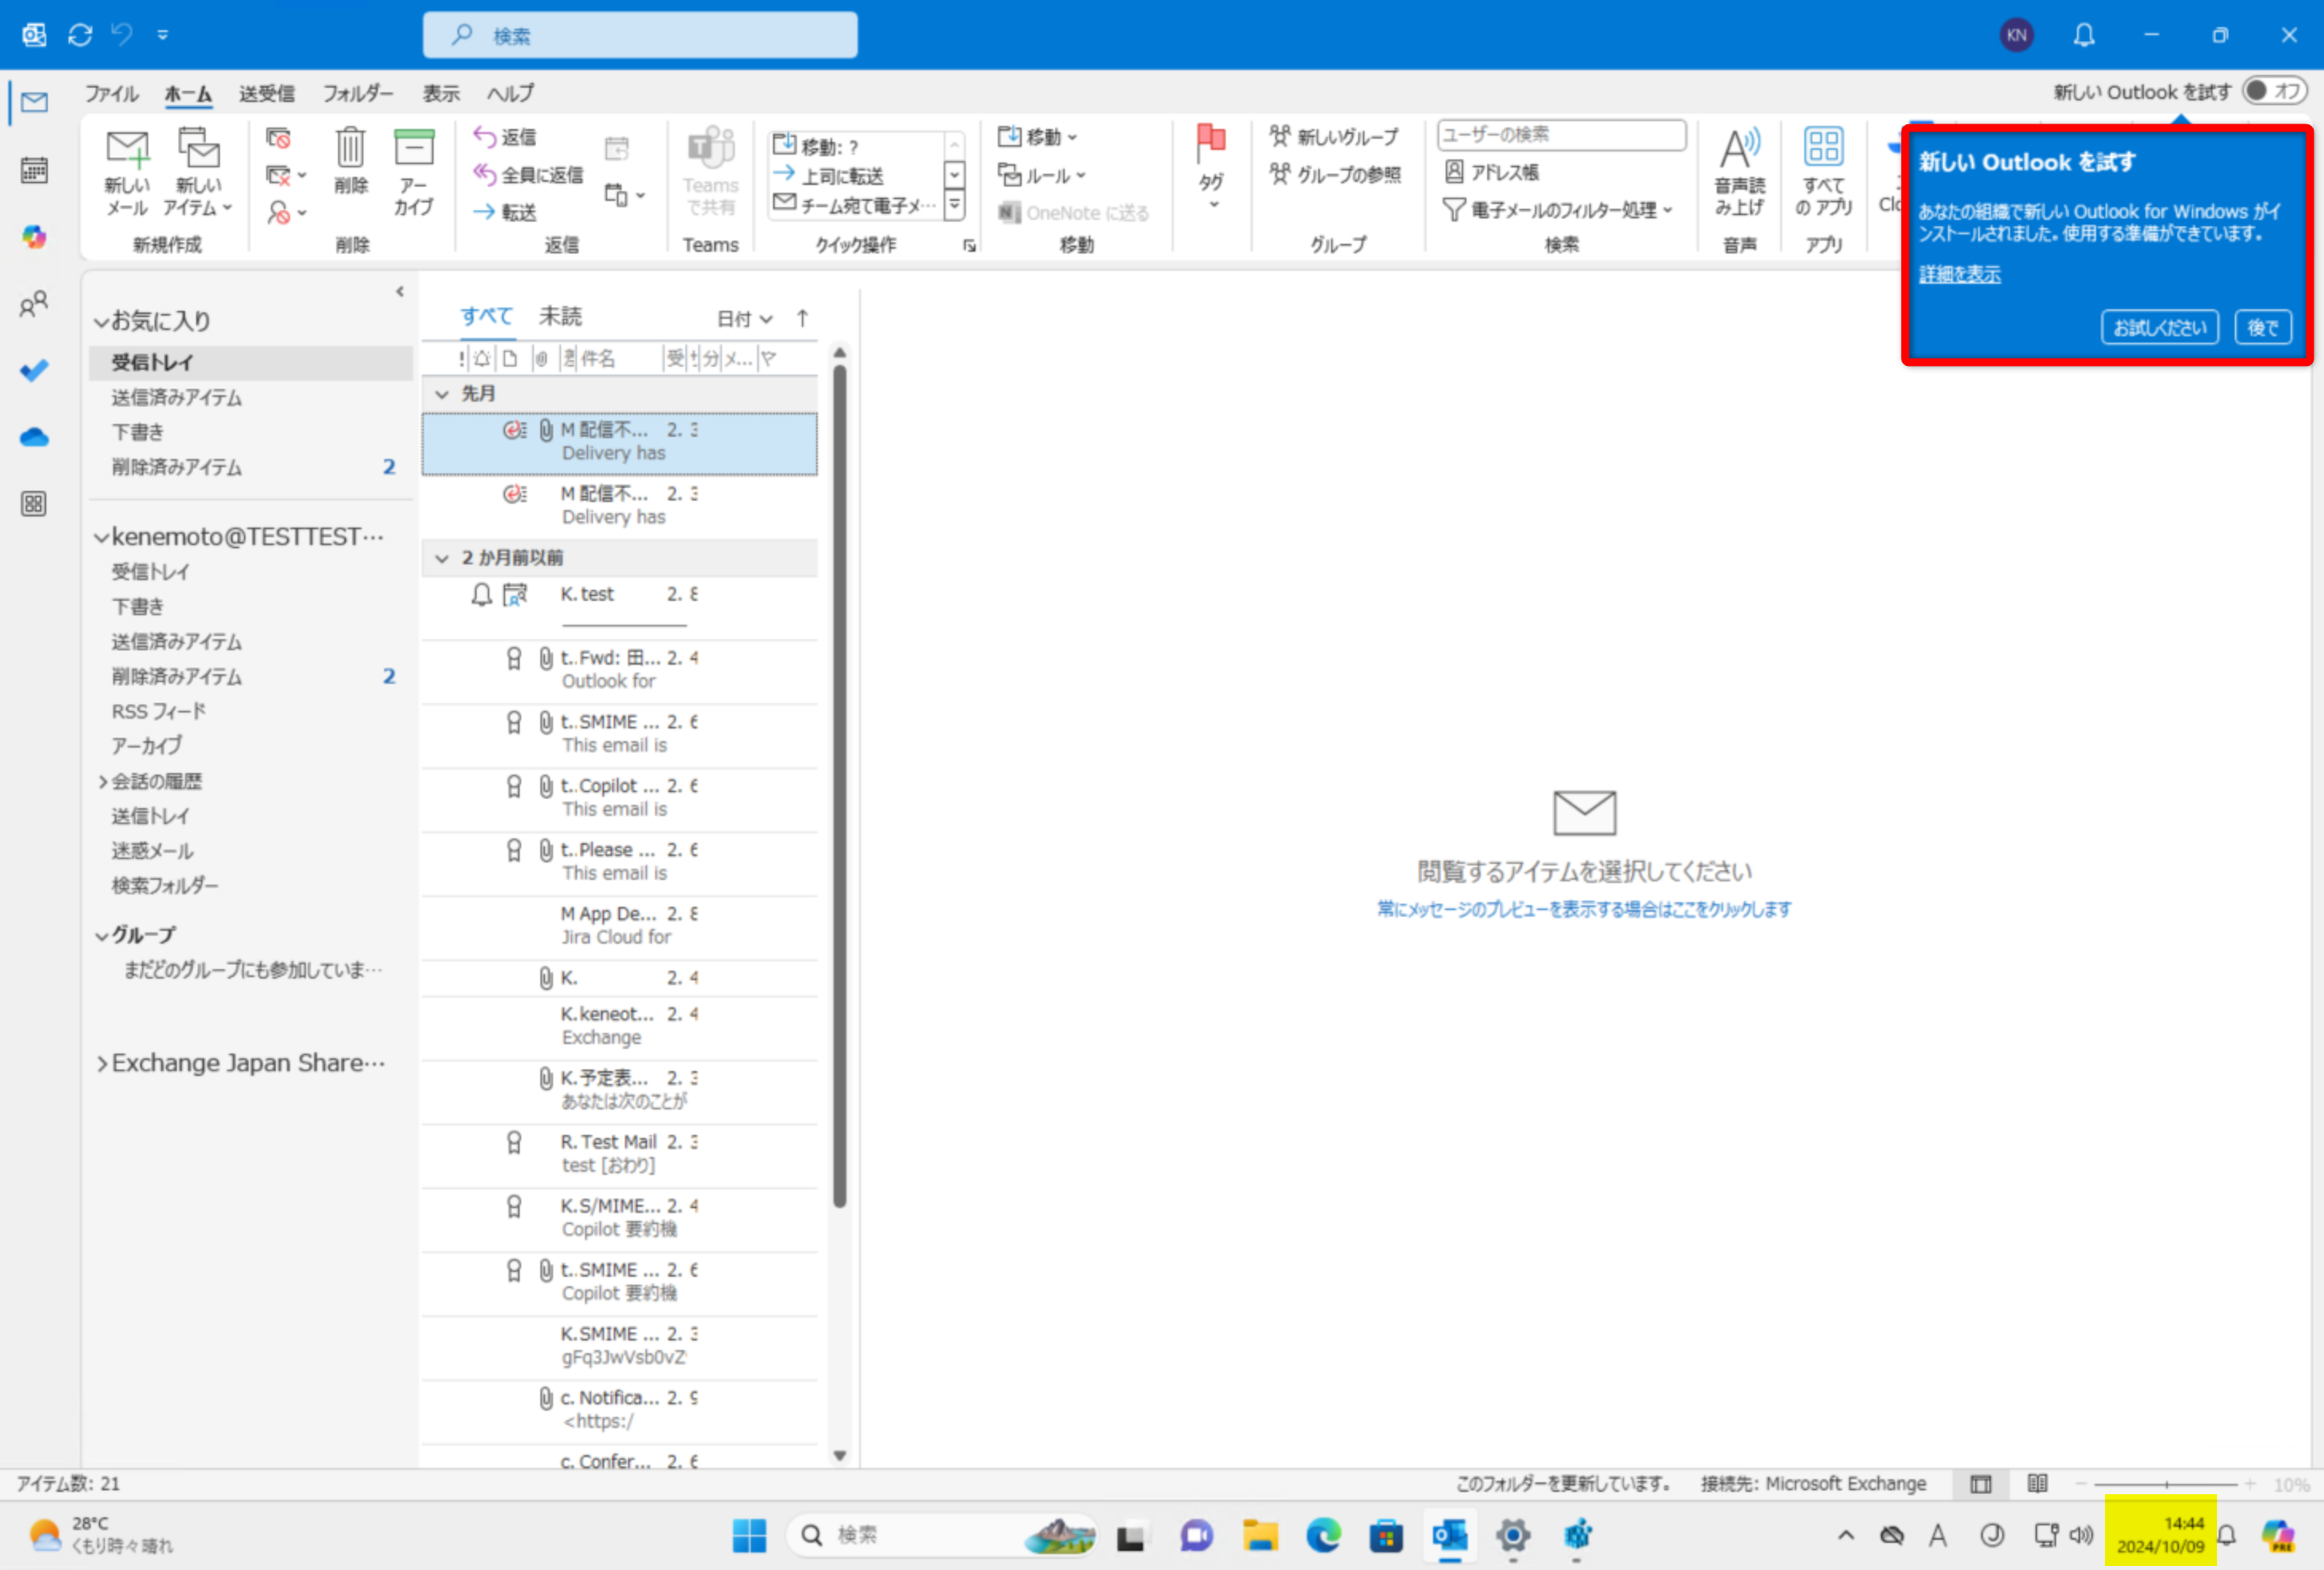 検索
KN
ファイル ホーム 送受信 フォルダー 表示 ヘルプ
新しい Outlook を試す オフ
新しい
メール
新しい
アイテム
新規作成
削除
アー
カイブ
削除
返信
全員に返信
転送
返信
Teams
で共有
Teams
移動: ?
上司に転送
チーム宛て電子メ…
クイック操作
移動
ルール
OneNote に送る
移動
タグ
新しいグループ
グループの参照
グループ
ユーザーの検索
アドレス帳
電子メールのフィルター処理
検索
音声読
み上げ
音声
すべて
の アプリ
アプリ
新しい Outlook を試す
あなたの組織で新しい Outlook for Windows がイ
ンストールされました。使用する準備ができています。
詳細を表示
お試しください 後で
お気に入り
受信トレイ
送信済みアイテム
下書き
削除済みアイテム 2
kenemoto@TESTTEST…
受信トレイ
下書き
送信済みアイテム
削除済みアイテム 2
RSS フィード
アーカイブ
会話の履歴
送信トレイ
迷惑メール
検索フォルダー
グループ
まだどのグループにも参加していま…
Exchange Japan Share…
すべて 未読 日付
件名 受 分 メ...
先月
M 配信不... 2. 3
Delivery has
M 配信不... 2. 3
Delivery has
2 か月前以前
K. test 2. 8
t.. Fwd: 田... 2. 4
Outlook for
t.. SMIME ... 2. 6
This email is
t.. Copilot ... 2. 6
This email is
t.. Please ... 2. 6
This email is
M App De... 2. 8
Jira Cloud for
K. 2. 4
K. keneot... 2. 4
Exchange
K. 予定表... 2. 3
あなたは次のことが
R. Test Mail 2. 3
test [おわり]
K. S/MIME... 2. 4
Copilot 要約機
t.. SMIME ... 2. 6
Copilot 要約機
K. SMIME ... 2. 3
gFq3JwVsb0vZ
c. Notifica... 2. 9
<https:/
c. Confer... 2. 6
閲覧するアイテムを選択してください
常にメッセージのプレビューを表示する場合はここをクリックします
アイテム数: 21
このフォルダーを更新しています。 接続先: Microsoft Exchange
10%
28°C
くもり時々晴れ
検索
A
14:44
2024/10/09
PRE